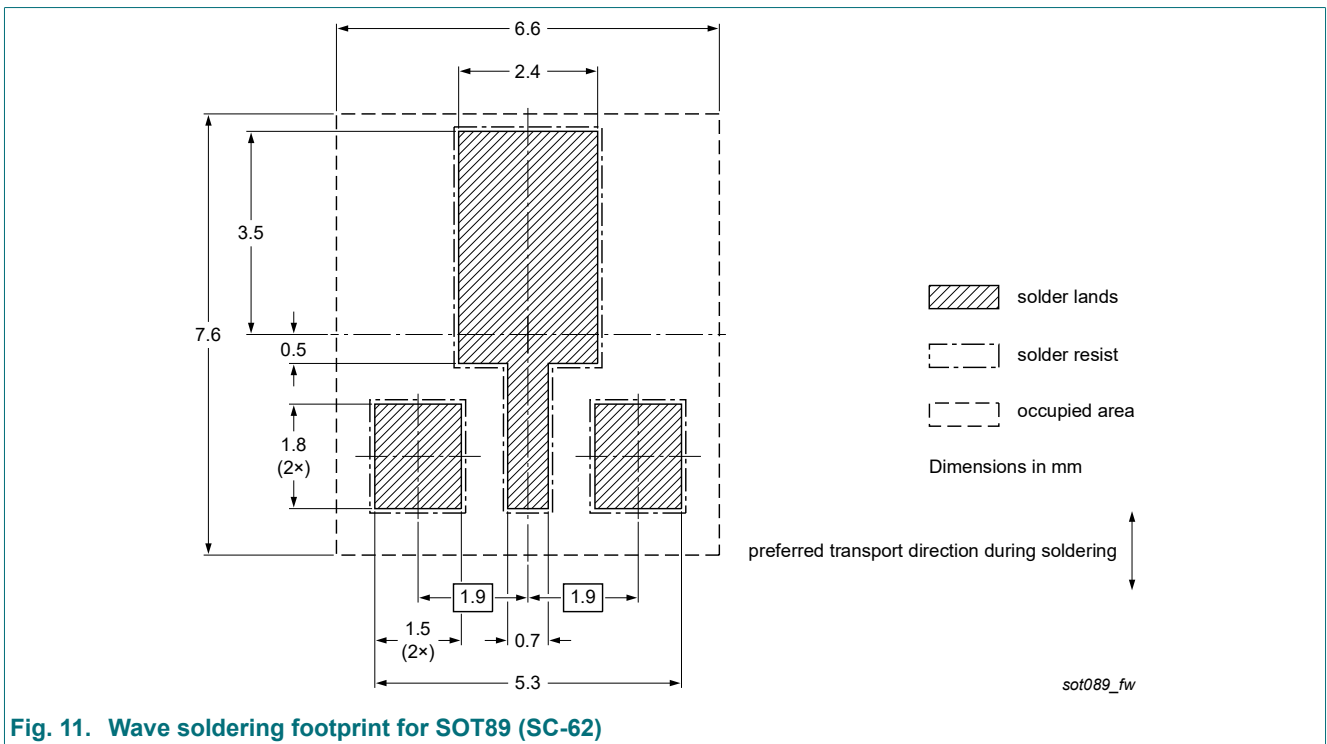 6.6
2.4
3.5
7.6
0.5
1.8
(2×)
1.9
1.9
1.5
(2×)
0.7
5.3
solder lands
solder resist
occupied area
Dimensions in mm
preferred transport direction during soldering
sot089_fw
Fig. 11. Wave soldering footprint for SOT89 (SC-62)